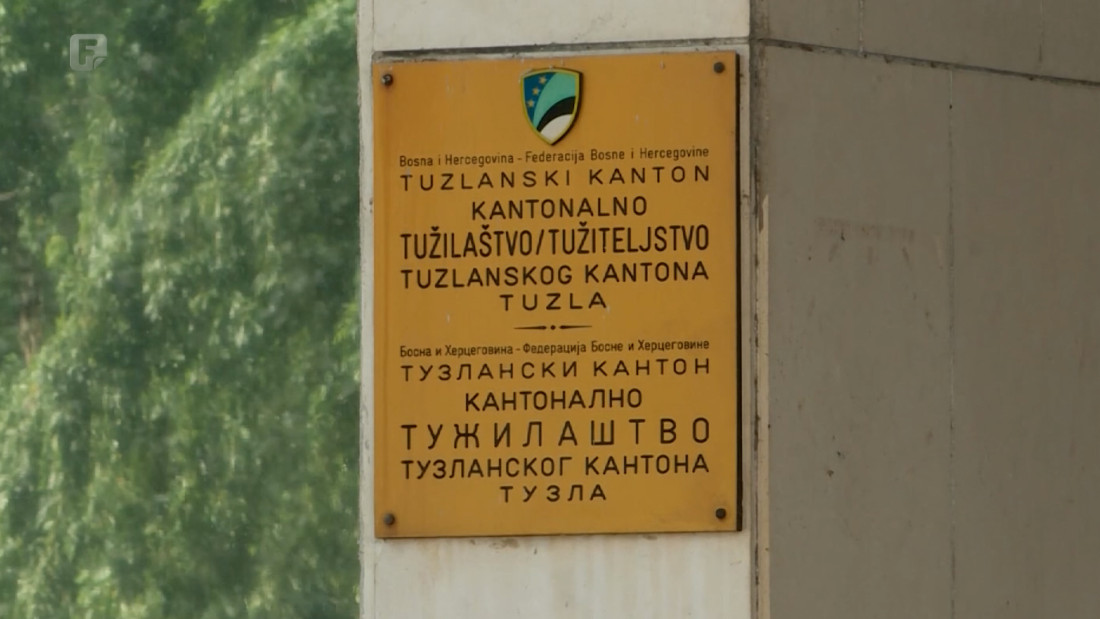 F
Bosna i Hercegovina - Federacija Bosne i Hercegovine
TUZLANSKI KANTON
KANTONALNO
TUŽILAŠTVO/TUŽITELJSTVO
TUZLANSKOG KANTONA
TUZLA
Босна и Херцеговина - Федерација Босне и Херцеговине
ТУЗЛАНСКИ КАНТОН
КАНТОНАЛНО
ТУЖИЛАШТВО
ТУЗЛАНСКОГ КАНТОНА
ТУЗЛА